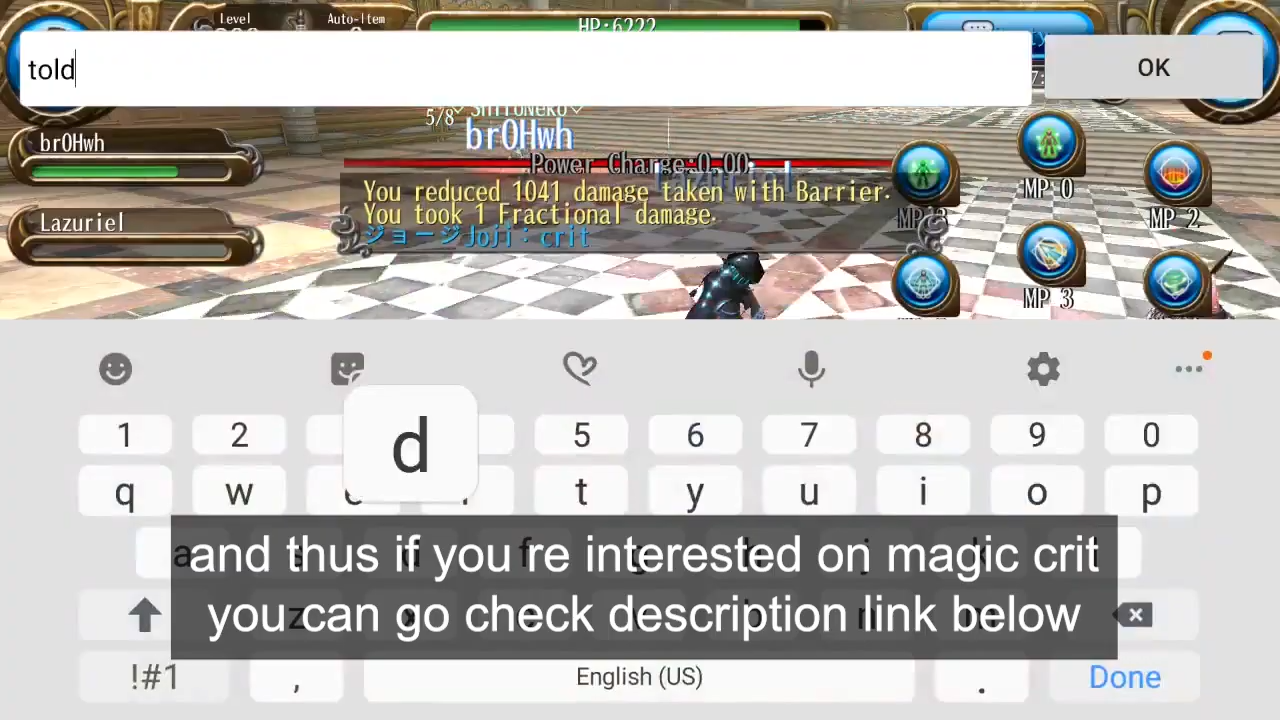 Level
Auto-Item
HP:6222
told
OK
5/8
br0Hwh
br0Hwh
Power Charge:0.00
You reduced 1041 damage taken with Barrier.
You took 1 Fractional damage.
ジョージJoji：crit
Lazuriel
MP 0
MP 2
MP 3
1 2 5 6 7 8 9 0
d
q w t y u i o p
and thus if you re interested on magic crit
you can go check description link below
!#1 , English (US) . Done